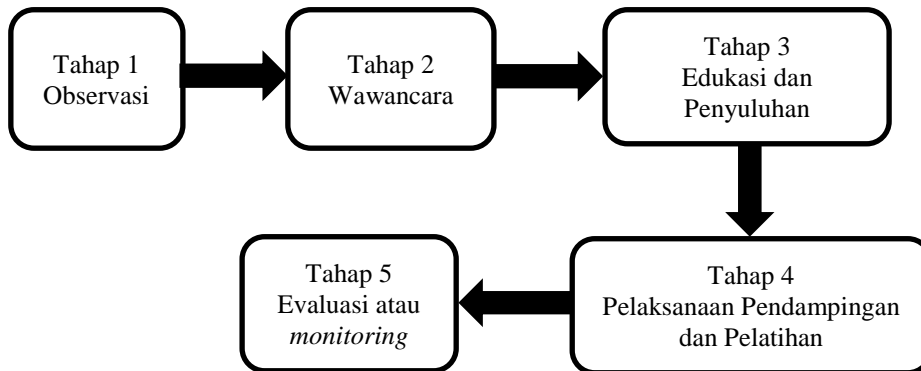 Tahap 1
Observasi
Tahap 2
Wawancara
Tahap 3
Edukasi dan
Penyuluhan
Tahap 4
Pelaksanaan Pendampingan
dan Pelatihan
Tahap 5
Evaluasi atau
monitoring